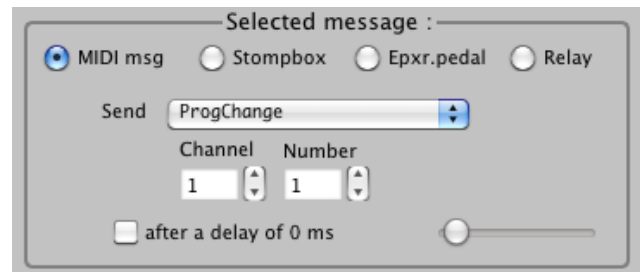 Selected message :
MIDI msg Stompbox Epxr.pedal Relay
Send ProgChange
Channel Number
1 1
after a delay of 0 ms